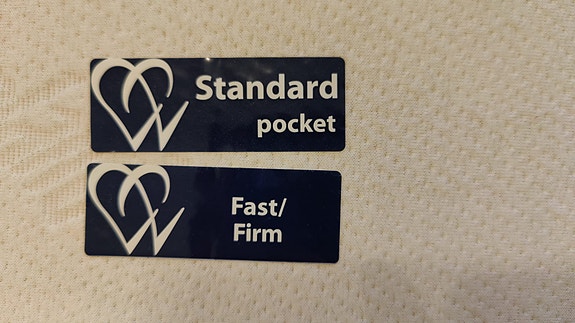 Standard
pocket
Fast/
Firm